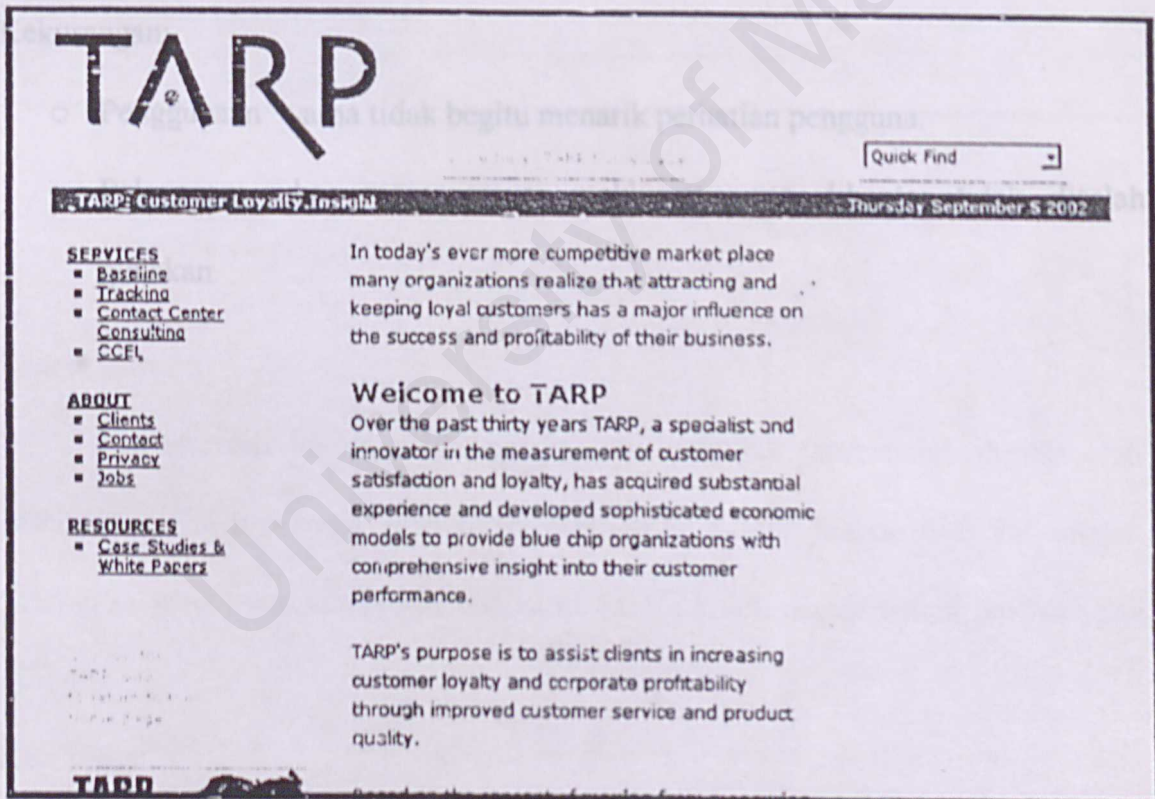 TARP
Quick Find
TARP: Customer Loyalty Insight
Thursday September 5 2002
SERVICES
Baseline
Tracking
Contact Center
Consulting
CCFL
ABOUT
Clients
Contact
Privacy
Jobs
RESOURCES
Case Studies &
White Papers
In today's ever more competitive market place
many organizations realize that attracting and
keeping loyal customers has a major influence on
the success and profitability of their business.
Welcome to TARP
Over the past thirty years TARP, a specialist and
innovator in the measurement of customer
satisfaction and loyalty, has acquired substantial
experience and developed sophisticated economic
models to provide blue chip organizations with
comprehensive insight into their customer
performance.
TARP's purpose is to assist clients in increasing
customer loyalty and corporate profitability
through improved customer service and product
quality.
TARP
University of
tidak begitu menarik pengguna.